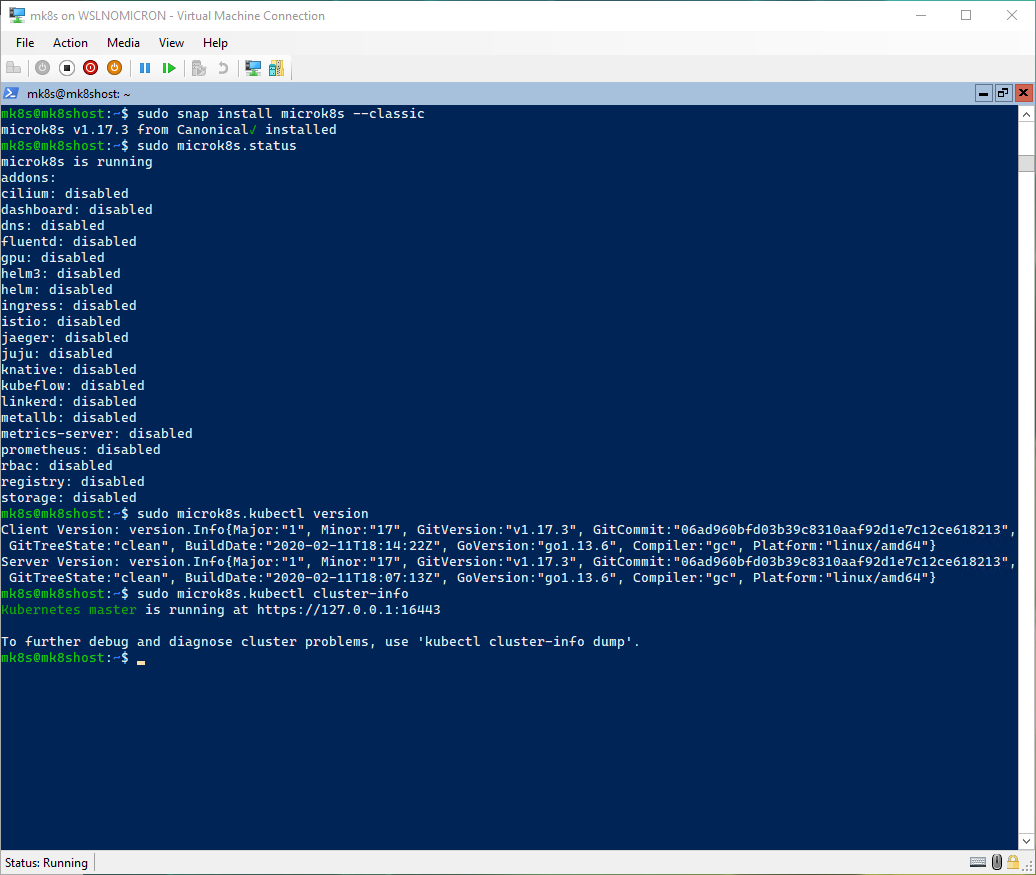 mk8s on WSLNOMICRON - Virtual Machine Connection
File Action Media View Help
mk8s@mk8shost: ~
mk8s@mk8shost:~$ sudo snap install microk8s --classic
microk8s v1.17.3 from Canonical✓ installed
mk8s@mk8shost:~$ sudo microk8s.status
microk8s is running
addons:
cilium: disabled
dashboard: disabled
dns: disabled
fluentd: disabled
gpu: disabled
helm3: disabled
helm: disabled
ingress: disabled
istio: disabled
jaeger: disabled
juju: disabled
knative: disabled
kubeflow: disabled
linkerd: disabled
metallb: disabled
metrics-server: disabled
prometheus: disabled
rbac: disabled
registry: disabled
storage: disabled
mk8s@mk8shost:~$ sudo microk8s.kubectl version
Client Version: version.Info{Major:"1", Minor:"17", GitVersion:"v1.17.3", GitCommit:"06ad960bfd03b39c8310aaf92d1e7c12ce618213",
GitTreeState:"clean", BuildDate:"2020-02-11T18:14:22Z", GoVersion:"go1.13.6", Compiler:"gc", Platform:"linux/amd64"}
Server Version: version.Info{Major:"1", Minor:"17", GitVersion:"v1.17.3", GitCommit:"06ad960bfd03b39c8310aaf92d1e7c12ce618213",
GitTreeState:"clean", BuildDate:"2020-02-11T18:07:13Z", GoVersion:"go1.13.6", Compiler:"gc", Platform:"linux/amd64"}
mk8s@mk8shost:~$ sudo microk8s.kubectl cluster-info
Kubernetes master is running at https://127.0.0.1:16443
To further debug and diagnose cluster problems, use 'kubectl cluster-info dump'.
mk8s@mk8shost:~$
Status: Running